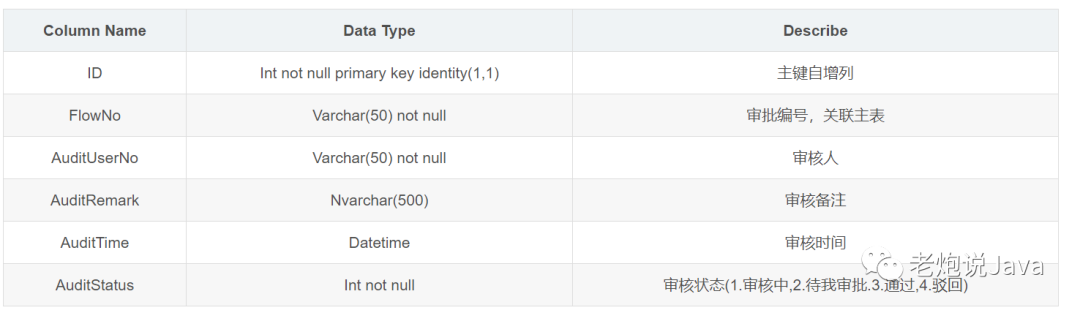 Column Name Data Type Describe
ID Int not null primary key identity(1,1) 主键自增列
FlowNo Varchar(50) not null 审批编号，关联主表
AuditUserNo Varchar(50) not null 审核人
AuditRemark Nvarchar(500) 审核备注
AuditTime Datetime 审核时间
老炮说Java
AuditStatus Int not null 审核状态(1.审核中,2.待我审批.3.通过,4.驳回)